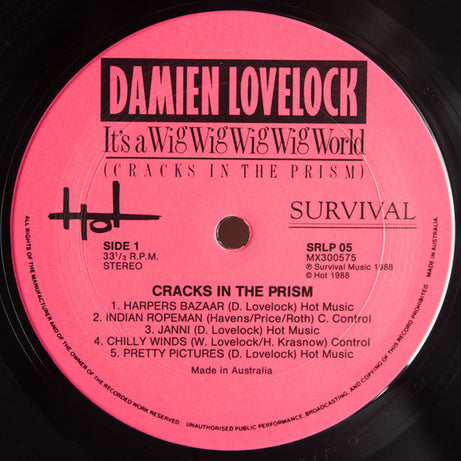 DAMIEN LOVELOCK
It's a Wig Wig Wig Wig World
(CRACKS IN THE PRISM)
Hot
SURVIVAL
SIDE 1
33⅓ R.P.M.
STEREO
SRLP 05
MX300575
℗ Survival Music 1988
© Hot 1988
CRACKS IN THE PRISM
1. HARPERS BAZAAR (D. Lovelock) Hot Music
2. INDIAN ROPEMAN (Havens/Price/Roth) C. Control
3. JANNI (D. Lovelock) Hot Music
4. CHILLY WINDS (W. Lovelock/H. Krasnow) Control
5. PRETTY PICTURES (D. Lovelock) Hot Music
Made in Australia
ALL RIGHTS OF THE MANUFACTURER AND OF THE OWNER OF THE RECORDED WORK RESERVED. UNAUTHORISED PUBLIC PERFORMANCE, BROADCASTING, AND COPYING OF THIS RECORD PROHIBITED. MADE IN AUSTRALIA